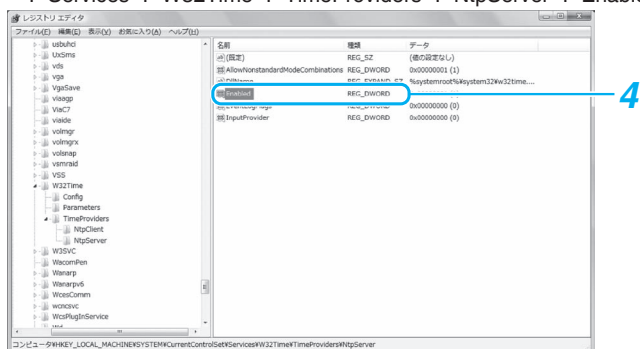 Services W32Time TimeProviders NtpServer
レジストリ エディタ
ファイル(F) 編集(E) 表示(V) お気に入り(A) ヘルプ(H)
usbuhci
UxSms
vds
vga
VgaSave
viaagp
ViaC7
viaide
volmgr
volmgrx
volsnap
vsmraid
VSS
W32Time
Config
Parameters
TimeProviders
NtpClient
NtpServer
W3SVC
WacomPen
Wanarp
Wanarpv6
WcesComm
wcncsvc
WcsPlugInService
Wd
名前 種類 データ
(既定) REG_SZ (値の設定なし)
AllowNonstandardModeCombinations REG_DWORD 0x00000001 (1)
DllName REG_EXPAND_SZ %systemroot%¥system32¥w32time....
Enabled REG_DWORD
EventLogFlags REG_DWORD 0x00000000 (0)
InputProvider REG_DWORD 0x00000000 (0)
4
コンピュータ¥HKEY_LOCAL_MACHINE¥SYSTEM¥CurrentControlSet¥Services¥W32Time¥TimeProviders¥NtpServer